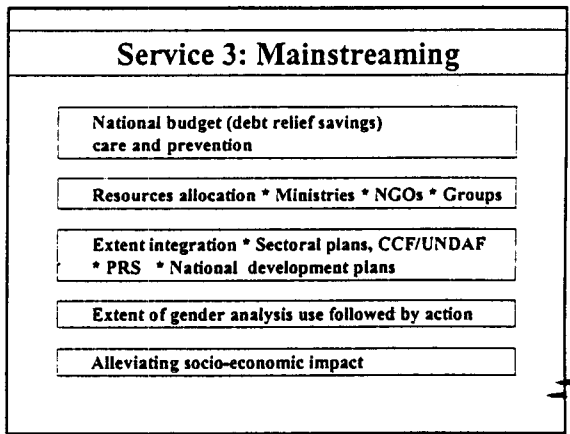 Service 3: Mainstreaming
National budget (debt relief savings)
care and prevention
Resources allocation * Ministries * NGOs * Groups
Extent integration * Sectoral plans, CCF/UNDAF
* PRS * National development plans
Extent of gender analysis use followed by action
Alleviating socio-economic impact